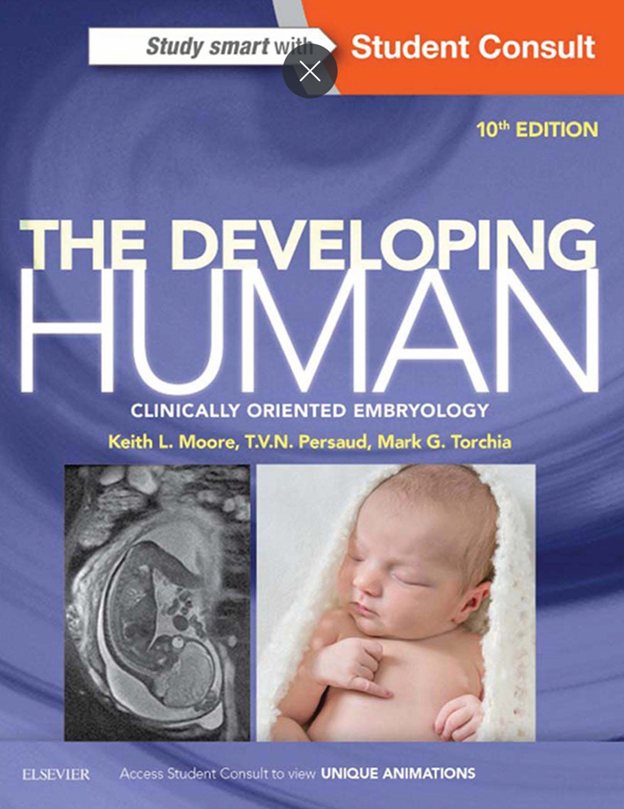 Study smart with Student Consult
10th EDITION
THE DEVELOPING
HUMAN
CLINICALLY ORIENTED EMBRYOLOGY
Keith L. Moore, T.V.N. Persaud, Mark G. Torchia
ELSEVIER Access Student Consult to view UNIQUE ANIMATIONS